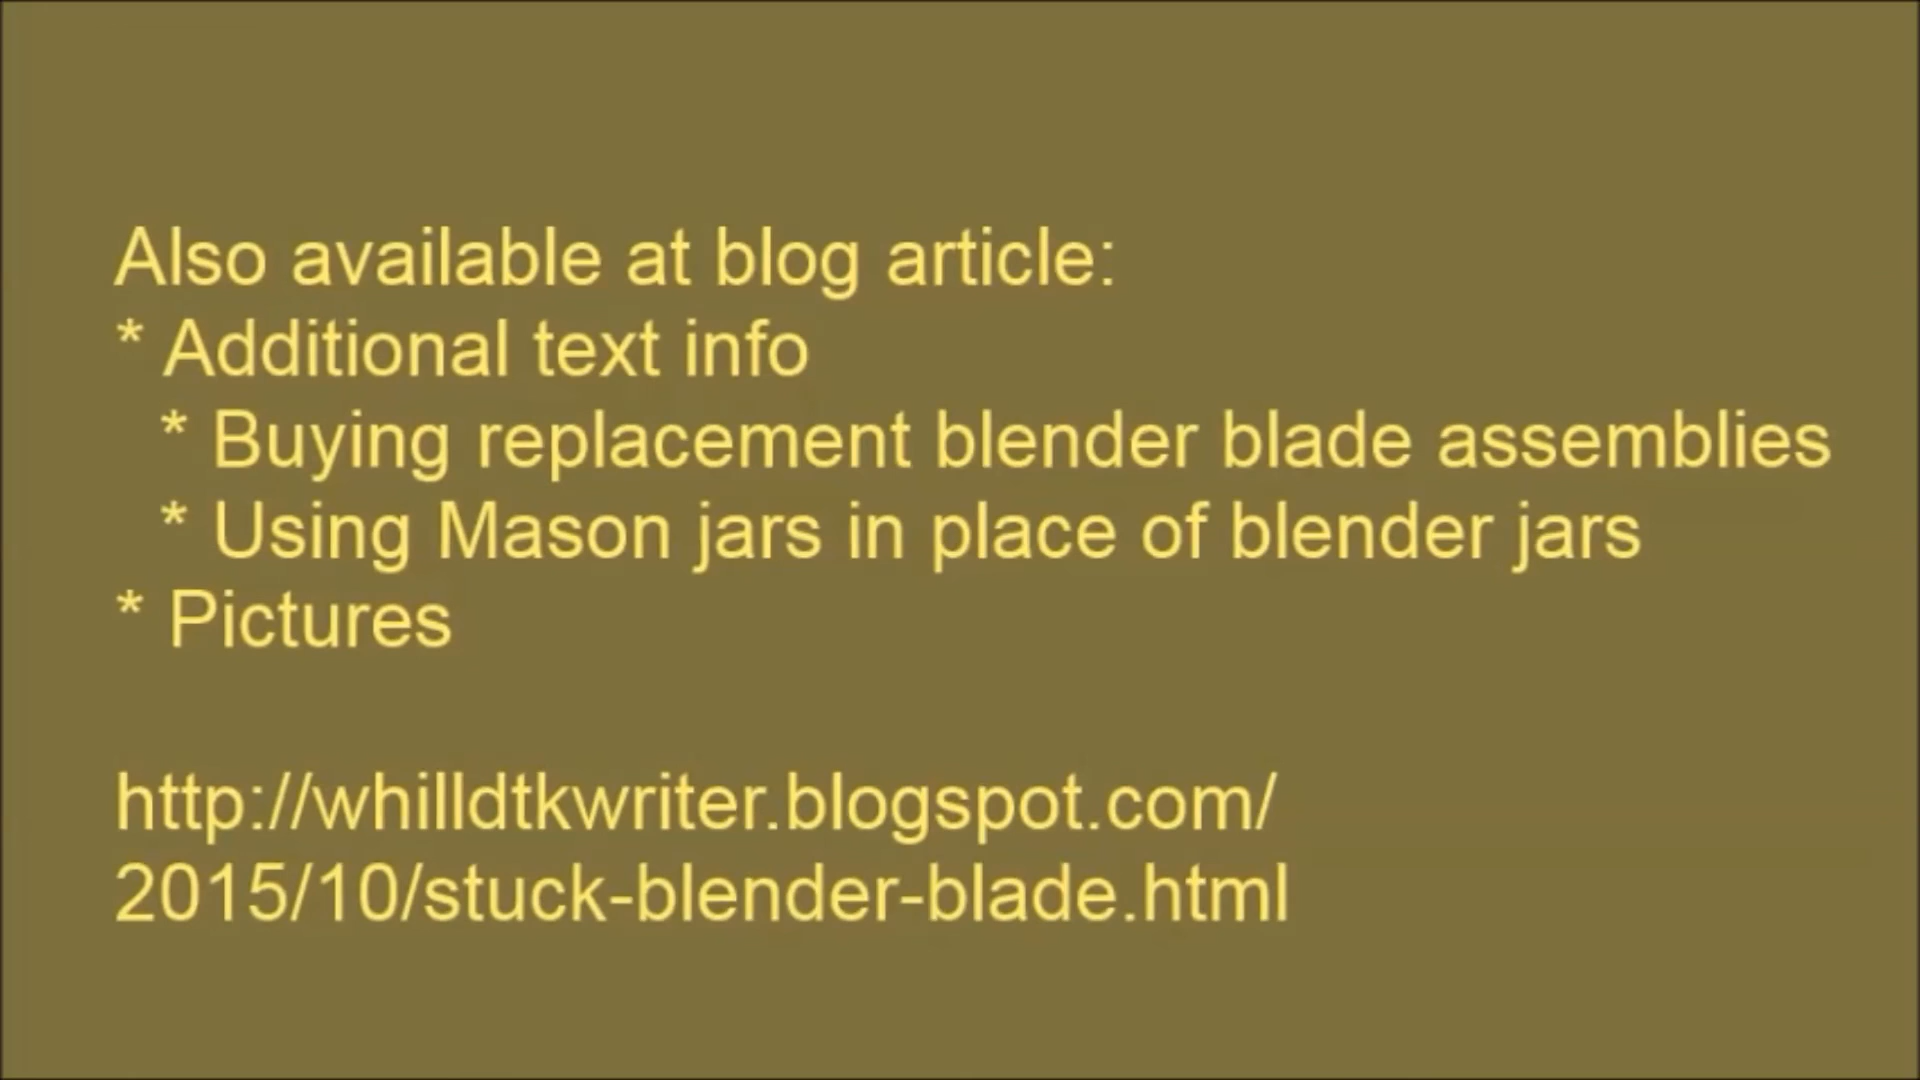 Also available at blog article:
* Additional text info
* Buying replacement blender blade assemblies
* Using Mason jars in place of blender jars
* Pictures
http://whilldtkwriter.blogspot.com/
2015/10/stuck-blender-blade.html